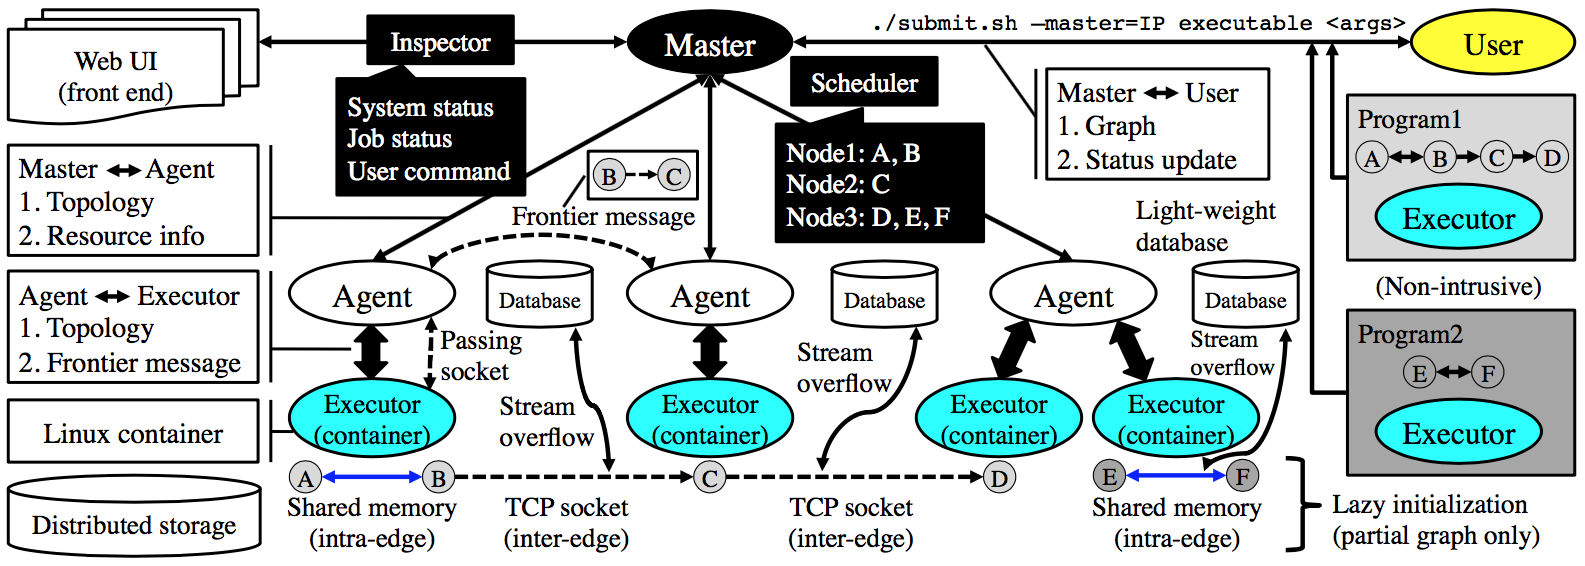 ./submit.sh —master=IP executable <args>
Web UI
(front end)
Inspector
Master
User
System status
Job status
User command
Scheduler
Node1: A, B
Node2: C
Node3: D, E, F
Master User
1. Graph
2. Status update
Program1
A B C D
Executor
(Non-intrusive)
Program2
E F
Executor
Master Agent
1. Topology
2. Resource info
B C
Frontier message
Light-weight
database
Agent Executor
1. Topology
2. Frontier message
Agent
Database
Agent
Database
Agent
Database
Passing
socket
Stream
overflow
Stream
overflow
Stream
overflow
Linux container
Executor
(container)
Executor
(container)
Executor
(container)
Executor
(container)
A B C D E F
Distributed storage
Shared memory
(intra-edge)
TCP socket
(inter-edge)
TCP socket
(inter-edge)
Shared memory
(intra-edge)
Lazy initialization
(partial graph only)